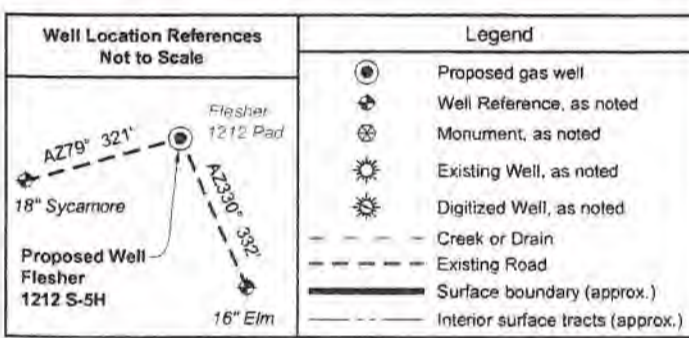 Well Location References
Not to Scale
Flesher
1212 Pad
AZ79° 321'
AZ330° 332'
18" Sycamore
Proposed Well
Flesher
1212 S-5H
16" Elm
Legend
Proposed gas well
Well Reference, as noted
Monument, as noted
Existing Well, as noted
Digitized Well, as noted
Creek or Drain
Existing Road
Surface boundary (approx.)
Interior surface tracts (approx.)